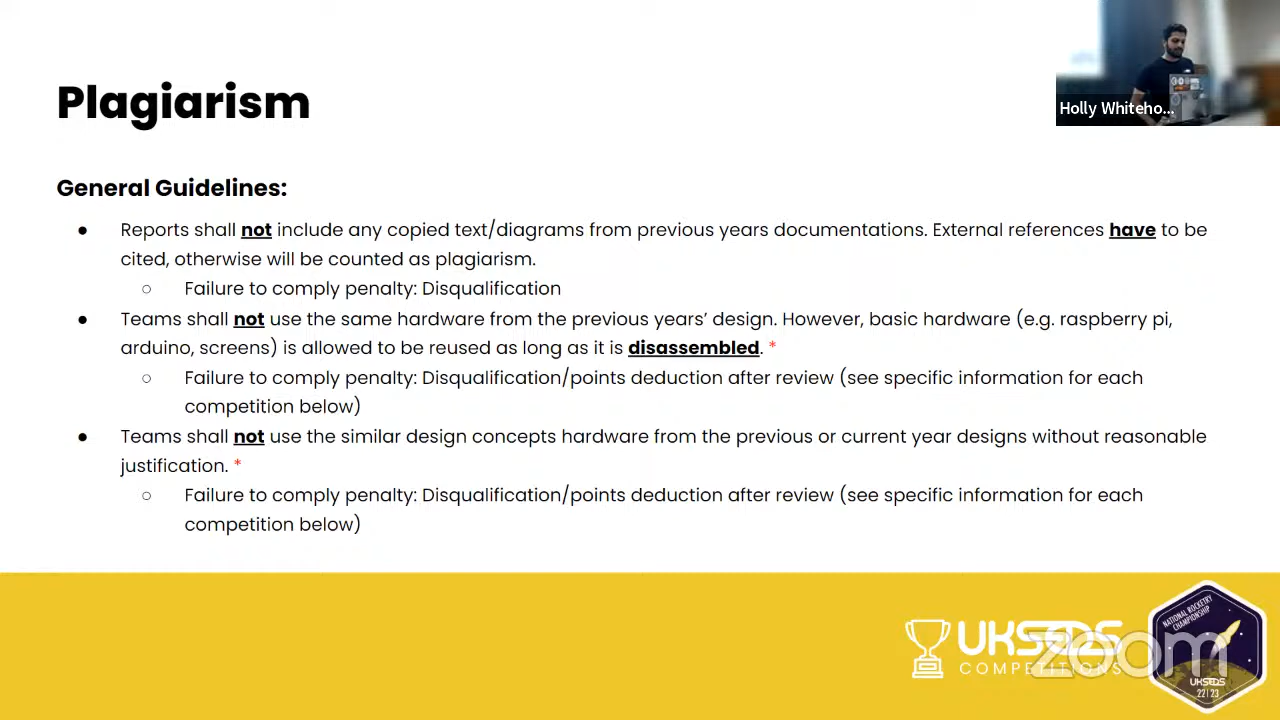 Plagiarism
Holly Whiteho...
General Guidelines:
● Reports shall not include any copied text/diagrams from previous years documentations. External references have to be
cited, otherwise will be counted as plagiarism.
○ Failure to comply penalty: Disqualification
● Teams shall not use the same hardware from the previous years’ design. However, basic hardware (e.g. raspberry pi,
arduino, screens) is allowed to be reused as long as it is disassembled. *
○ Failure to comply penalty: Disqualification/points deduction after review (see specific information for each
competition below)
● Teams shall not use the similar design concepts hardware from the previous or current year designs without reasonable
justification. *
○ Failure to comply penalty: Disqualification/points deduction after review (see specific information for each
competition below)
UKSEDS
COMPETITIONS
zoom
NATIONAL ROCKETRY
CHAMPIONSHIP
UKSEDS
22|23